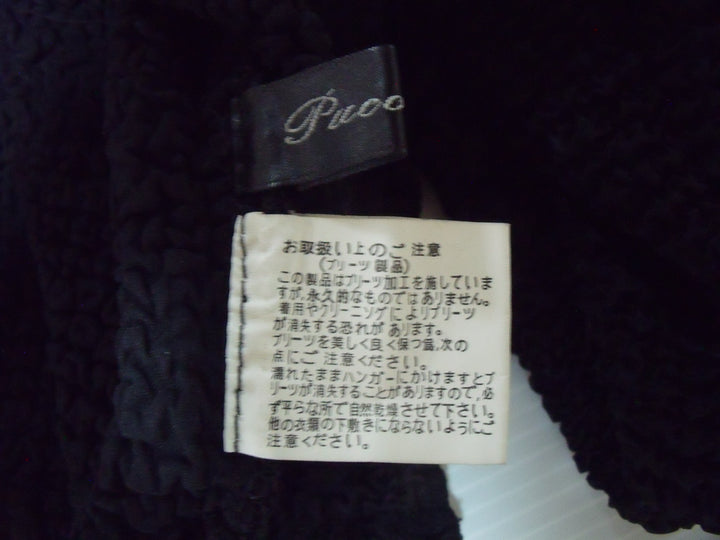 Puoo
お取扱い上のご注意
(プリーツ製品)
この製品はプリーツ加工を施していま
すが、永久的なものではありません。
着用やクリーニングによりプリーツ
が消失する恐れがあります。
プリーツを美しく良く保つ為、次の
点にご注意ください。
濡れたままハンガーにかけますとプ
リーツが消失することがありますので、必
ず平らな所で自然乾燥させて下さい。
他の衣類の下敷きにならないようにご
注意ください。